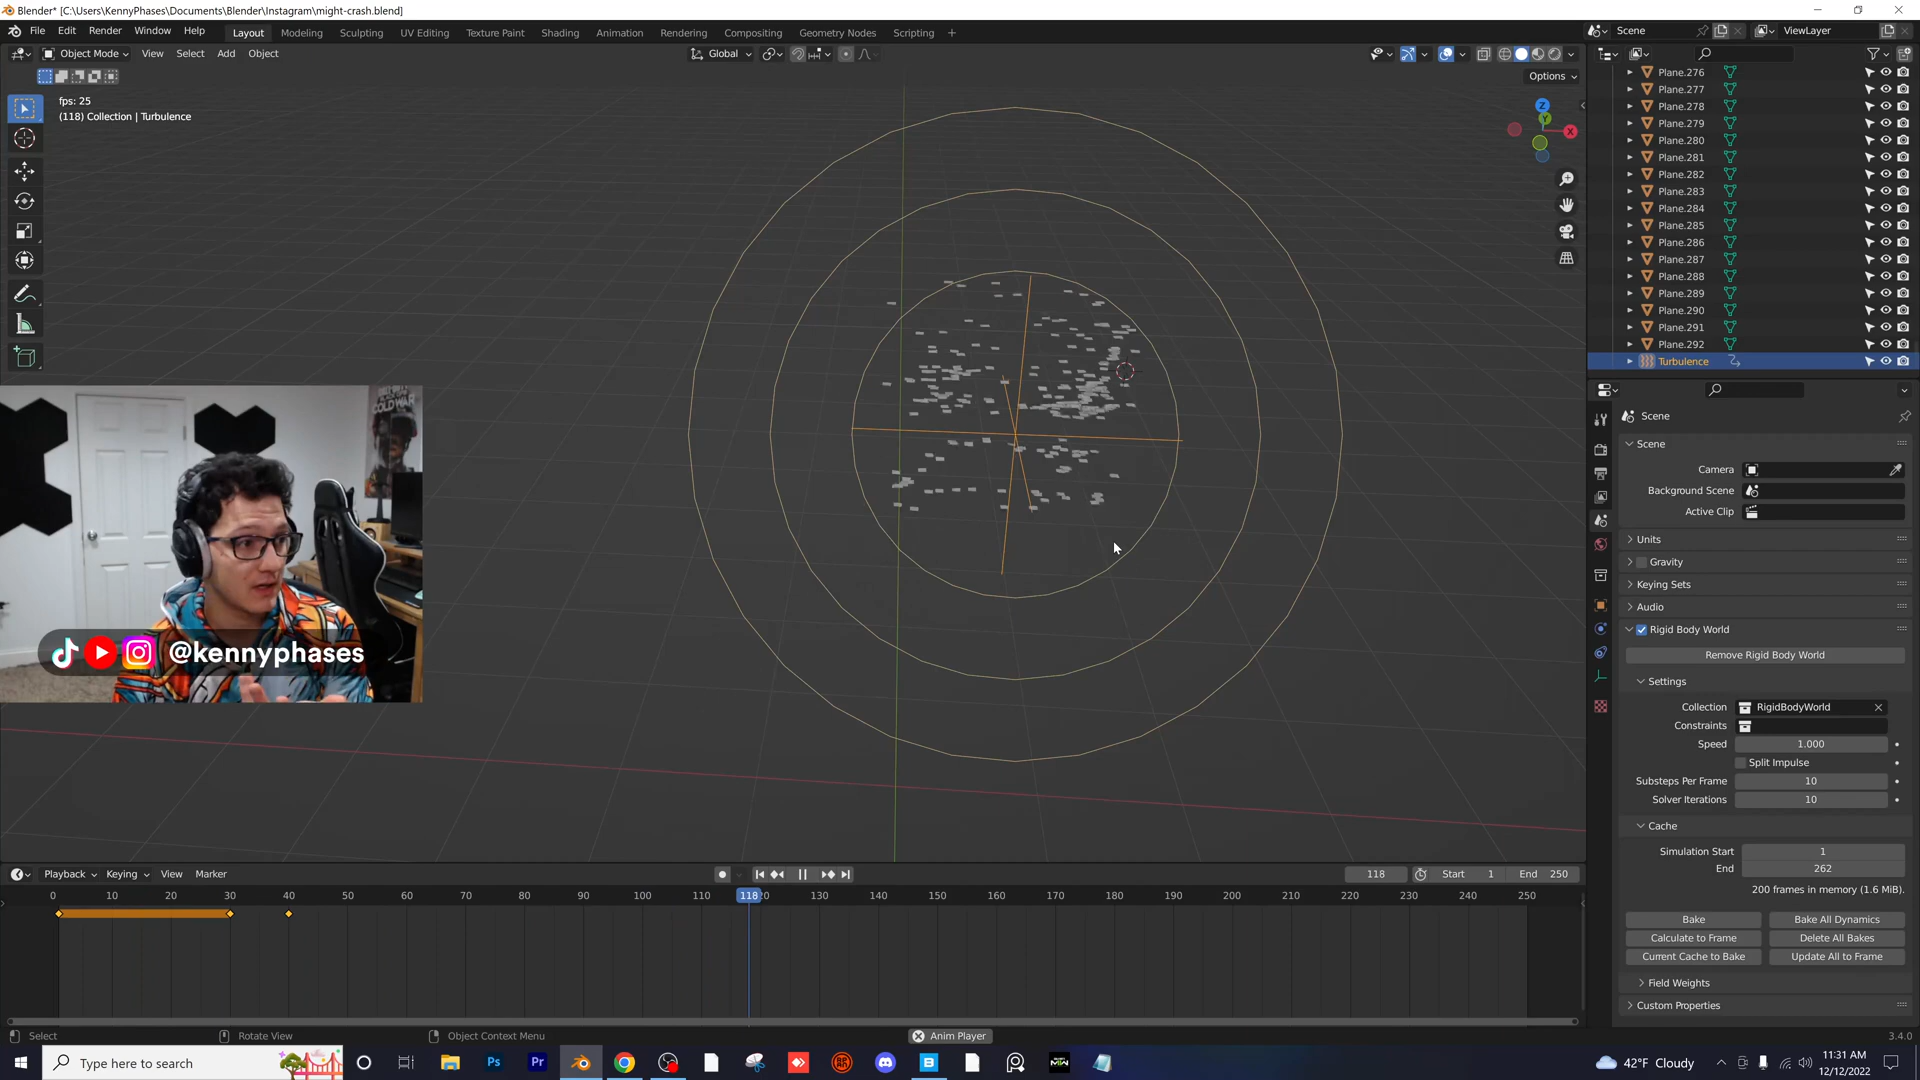 Blender* [C:\Users\KennyPhases\Documents\Blender\Instagram\might-crash.blend]
File Edit Render Window Help Layout Modeling Sculpting UV Editing Texture Paint Shading Animation Rendering Compositing Geometry Nodes Scripting + Scene ViewLayer
Object Mode View Select Add Object Global
Options
fps: 25
(118) Collection | Turbulence
Z
Y
X
Plane.276
Plane.277
Plane.278
Plane.279
Plane.280
Plane.281
Plane.282
Plane.283
Plane.284
Plane.285
Plane.286
Plane.287
Plane.288
Plane.289
Plane.290
Plane.291
Plane.292
Turbulence
Scene
Scene
Camera
Background Scene
Active Clip
Units
Gravity
Keying Sets
Audio
Rigid Body World
Remove Rigid Body World
Settings
Collection RigidBodyWorld
Constraints
Speed 1.000
Split Impulse
Substeps Per Frame 10
Solver Iterations 10
Cache
Simulation Start 1
End 262
200 frames in memory (1.6 MiB).
Bake Bake All Dynamics
Calculate to Frame Delete All Bakes
Current Cache to Bake Update All to Frame
Field Weights
Custom Properties
COLD WAR
@kennyphases
Playback Keying View Marker 118 Start 1 End 250
0 10 20 30 40 50 60 70 80 90 100 110 118 130 140 150 160 170 180 190 200 210 220 230 240 250
Select Rotate View Object Context Menu Anim Player 3.4.0
Type here to search Ps Pr 42°F Cloudy 11:31 AM
12/12/2022